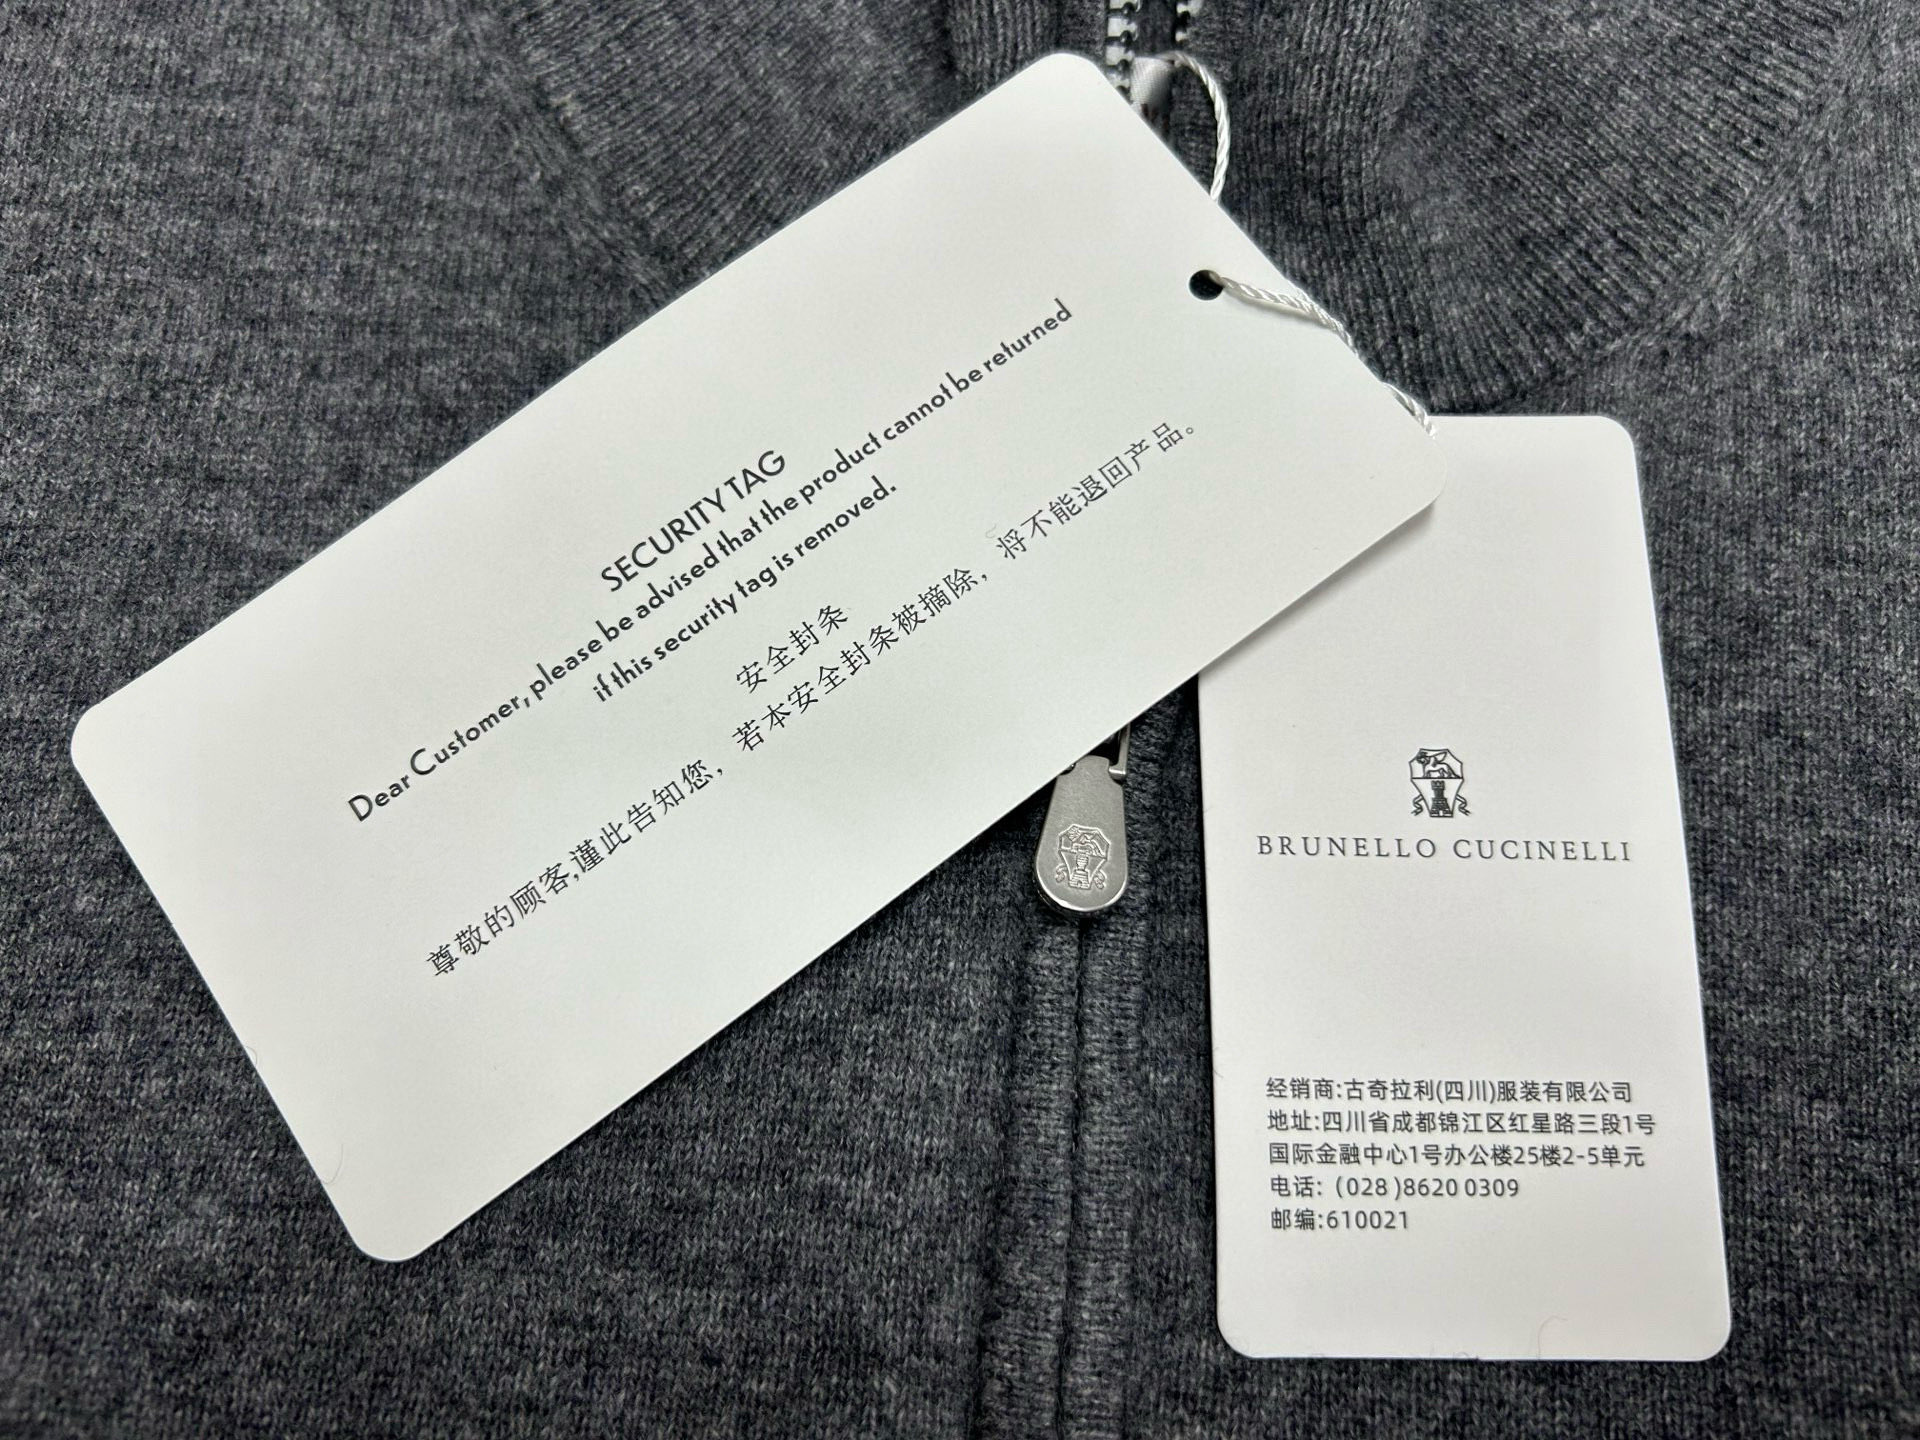 SECURITY TAG
Dear Customer, please be advised that the product cannot be returned
if this security tag is removed.
安全封条
尊敬的顾客,谨此告知您，若本安全封条被摘除，将不能退回产品。
BRUNELLO CUCINELLI
经销商:古奇拉利(四川)服装有限公司
地址:四川省成都锦江区红星路三段1号
国际金融中心1号办公楼25楼2-5单元
电话:（028 )8620 0309
邮编:610021